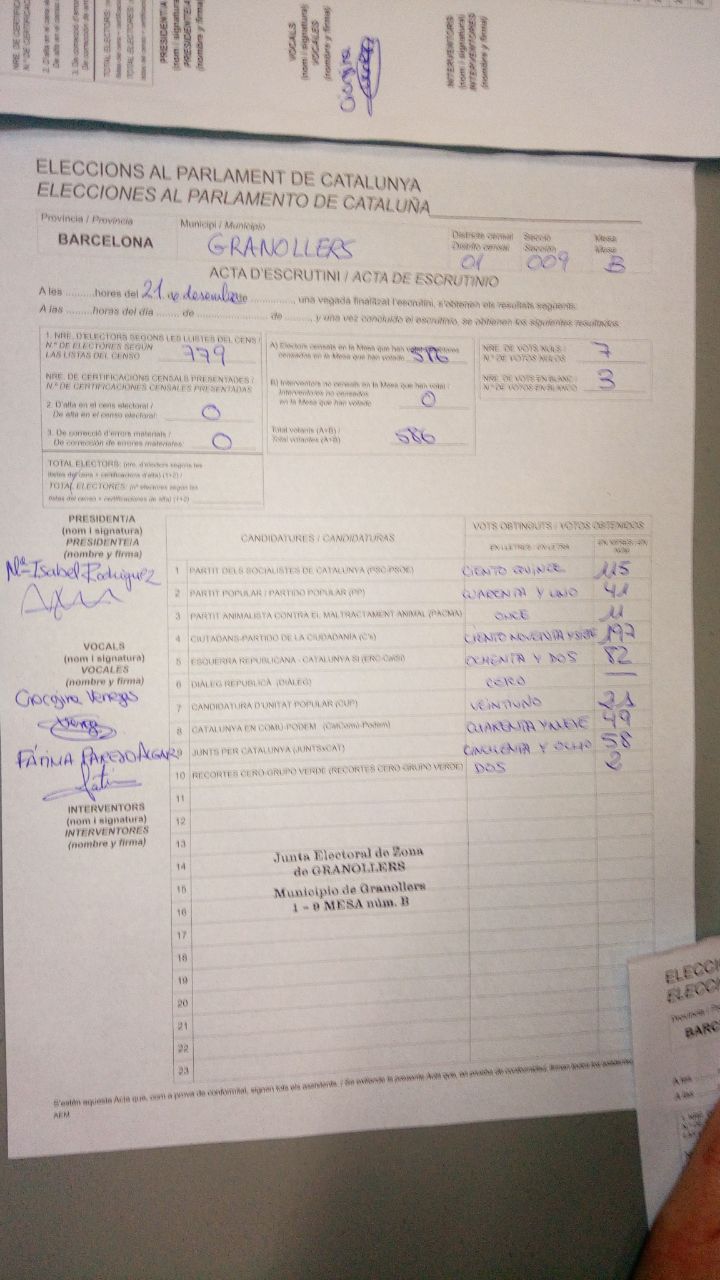 NRE. DE CERTIFICA
N.º DE CERTIFICA
2. D'alta en el cens
De alta en el censo
3. De correcció d'error
De corrección de erro
TOTAL ELECTORS:
TOTAL ELECTORES:
PRESIDENT/A
(nom i signatura)
PRESIDENTE/A
(nombre y firma)
VOCALS
(nom i signatura)
VOCALES
(nombre y firma)
Giorgina
INTERVENTORS
(nom i signatura)
INTERVENTORES
(nombre y firma)
ELECCIONS AL PARLAMENT DE CATALUNYA
ELECCIONES AL PARLAMENTO DE CATALUÑA
Província / Provincia
BARCELONA
Municipi / Municipio
GRANOLLERS
Districte censal
Distrito censal
01
Secció
Sección
009
Mesa
Mesa
B
ACTA D'ESCRUTINI / ACTA DE ESCRUTINIO
A les ..........hores del 21 de desembre de .............., una vegada finalitzat l'escrutini, s'obtenen els resultats següents:
A las .........horas del día ........ de ........................ de ........, y una vez concluido el escrutinio, se obtienen los siguientes resultados:
1. NRE. D'ELECTORS SEGONS LES LLISTES DEL CENS /
N.º DE ELECTORES SEGÚN
LAS LISTAS DEL CENSO
779
NRE. DE CERTIFICACIONS CENSALS PRESENTADES /
N.º DE CERTIFICACIONES CENSALES PRESENTADAS
2. D'alta en el cens electoral /
De alta en el censo electoral:
0
3. De correcció d'errors materials /
De corrección de errores materiales:
0
TOTAL ELECTORS: (nre. d'electors segons les
llistes del cens + certificacions d'alta) (1+2) /
TOTAL ELECTORES: (nº electores según las
listas del censo + certificaciones de alta) (1+2)
A) Electors censats en la Mesa que han votat /
censados en la Mesa que han votado
586
B) Interventors no censats en la Mesa que han votat /
Interventores no censados
en la Mesa que han votado
0
Total votants (A+B) /
Total votantes (A+B)
586
NRE. DE VOTS NULS /
N.º DE VOTOS NULOS
7
NRE. DE VOTS EN BLANC /
N.º DE VOTOS EN BLANCO
3
PRESIDENT/A
(nom i signatura)
PRESIDENTE/A
(nombre y firma)
Mª Isabel Rodriguez
VOCALS
(nom i signatura)
VOCALES
(nombre y firma)
Giorgina Venegas
FÁTIMA PAREJO ALGAR
INTERVENTORS
(nom i signatura)
INTERVENTORES
(nombre y firma)
CANDIDATURES / CANDIDATURAS
VOTS OBTINGUTS / VOTOS OBTENIDOS
EN LLETRES / EN LETRA
1 PARTIT DELS SOCIALISTES DE CATALUNYA (PSC-PSOE) CIENTO QUINCE 115
2 PARTIT POPULAR / PARTIDO POPULAR (PP) CUARENTA Y UNO 41
3 PARTIT ANIMALISTA CONTRA EL MALTRACTAMENT ANIMAL (PACMA) ONCE 11
4 CIUTADANS-PARTIDO DE LA CIUDADANÍA (C's) CIENTO NOVENTA Y SIETE 197
5 ESQUERRA REPUBLICANA - CATALUNYA SÍ (ERC-CatSí) OCHENTA Y DOS 82
6 DIÀLEG REPUBLICÀ (DIÀLEG) CERO —
7 CANDIDATURA D'UNITAT POPULAR (CUP) VEINTIUNO 21
8 CATALUNYA EN COMÚ-PODEM (CatComú-Podem) CUARENTA Y NUEVE 49
9 JUNTS PER CATALUNYA (JUNTSxCAT) CINCUENTA Y OCHO 58
10 RECORTES CERO-GRUPO VERDE (RECORTES CERO-GRUPO VERDE) DOS 2
11
12
13
14
15
16
17
18
19
20
21
22
23
Junta Electoral de Zona
de GRANOLLERS
Municipio de Granollers
1 - 9 MESA núm. B
S'estén aquesta Acta que, com a prova de conformitat, signen tots els assistents. / Se extiende la presente Acta que, en prueba de conformidad, firman todos los asistentes.
AEM
ELECCI
ELECCI
BARC
A les
A las